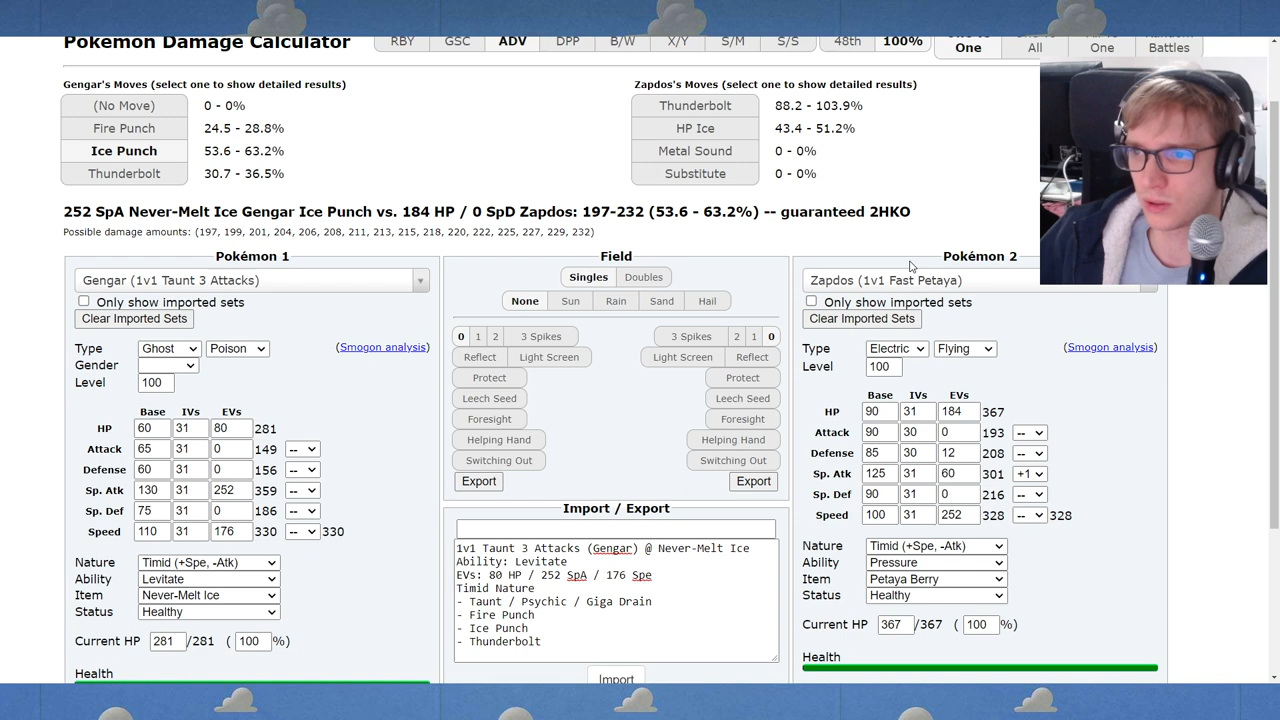 Pokemon Damage Calculator
RBY GSC ADV DPP B/W X/Y S/M S/S 48th 100% One All One Random Battles
Gengar's Moves (select one to show detailed results)
(No Move) 0 - 0%
Fire Punch 24.5 - 28.8%
Ice Punch 53.6 - 63.2%
Thunderbolt 30.7 - 36.5%
Zapdos's Moves (select one to show detailed results)
Thunderbolt 88.2 - 103.9%
HP Ice 43.4 - 51.2%
Metal Sound 0 - 0%
Substitute 0 - 0%
252 SpA Never-Melt Ice Gengar Ice Punch vs. 184 HP / 0 SpD Zapdos: 197-232 (53.6 - 63.2%) -- guaranteed 2HKO
Possible damage amounts: (197, 199, 201, 204, 206, 208, 211, 213, 215, 218, 220, 222, 225, 227, 229, 232)
Pokémon 1
Gengar (1v1 Taunt 3 Attacks)
Only show imported sets
Clear Imported Sets
Type Ghost Poison (Smogon analysis)
Gender
Level 100
Base IVs EVs
HP 60 31 80 281
Attack 65 31 0 149 --
Defense 60 31 0 156 --
Sp. Atk 130 31 252 359 --
Sp. Def 75 31 0 186 --
Speed 110 31 176 330 -- 330
Nature Timid (+Spe, -Atk)
Ability Levitate
Item Never-Melt Ice
Status Healthy
Current HP 281 /281 ( 100 %)
Health
Field
Singles Doubles
None Sun Rain Sand Hail
0 1 2 3 Spikes 3 Spikes 2 1 0
Reflect Light Screen Light Screen Reflect
Protect Protect
Leech Seed Leech Seed
Foresight Foresight
Helping Hand Helping Hand
Switching Out Switching Out
Export Export
Import / Export
1v1 Taunt 3 Attacks (Gengar) @ Never-Melt Ice
Ability: Levitate
EVs: 80 HP / 252 SpA / 176 Spe
Timid Nature
- Taunt / Psychic / Giga Drain
- Fire Punch
- Ice Punch
- Thunderbolt
Import
Pokémon 2
Zapdos (1v1 Fast Petaya)
Only show imported sets
Clear Imported Sets
Type Electric Flying (Smogon analysis)
Level 100
Base IVs EVs
HP 90 31 184 367
Attack 90 30 0 193 --
Defense 85 30 12 208 --
Sp. Atk 125 31 60 301 +1
Sp. Def 90 31 0 216 --
Speed 100 31 252 328 -- 328
Nature Timid (+Spe, -Atk)
Ability Pressure
Item Petaya Berry
Status Healthy
Current HP 367 /367 ( 100 %)
Health